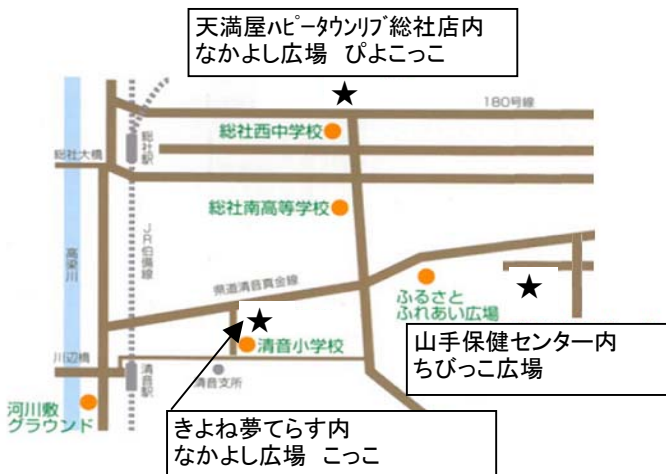 天満屋ハピータウンリブ総社店内
なかよし広場 ぴよこっこ
180号線
総社西中学校
総社駅
総社大橋
総社南高等学校
高梁川
JR伯備線
県道清音真金線
ふるさと
ふれあい広場
山手保健センター内
ちびっこ広場
清音小学校
川辺橋
清音駅
清音支所
河川敷
グラウンド
きよね夢てらす内
なかよし広場 こっこ